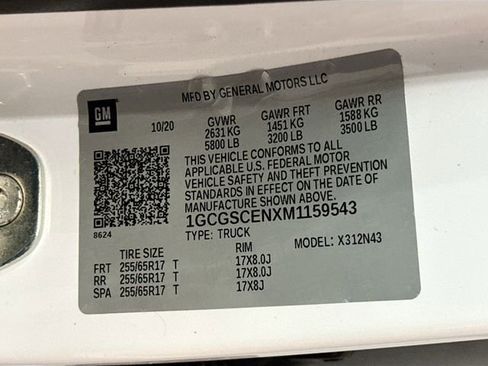 MFD BY GENERAL MOTORS LLC
GM
10/20
GVWR GAWR FRT GAWR RR
2631 KG 1451 KG 1588 KG
5800 LB 3200 LB 3500 LB
THIS VEHICLE CONFORMS TO ALL
APPLICABLE U.S. FEDERAL MOTOR
VEHICLE SAFETY AND THEFT PREVENTION
STANDARDS IN EFFECT ON THE DATE OF
MANUFACTURE SHOWN ABOVE.
1GCGSCENXM1159543
8624
TYPE: TRUCK MODEL: X312N43
TIRE SIZE RIM
FRT 255/65R17 T 17X8.0J
RR 255/65R17 T 17X8.0J
SPA 255/65R17 T 17X8J